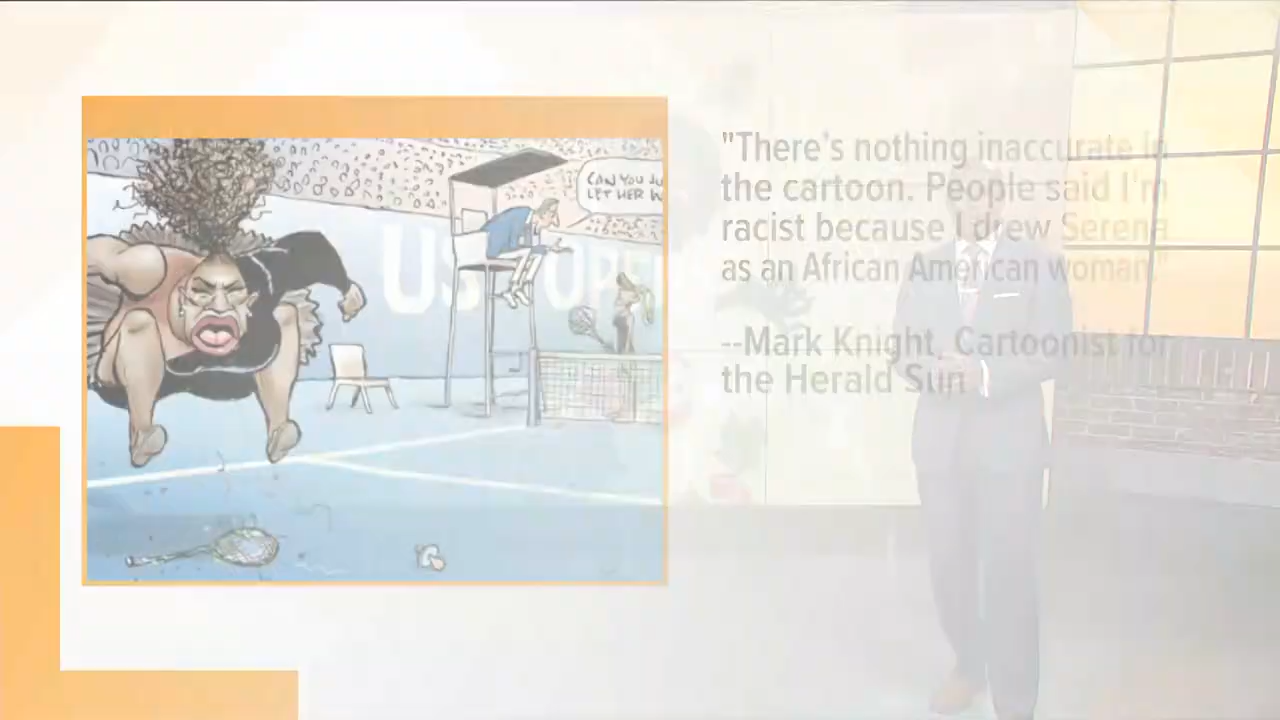 CAN YOU JU
LET HER W
US OPE
"There's nothing inaccurate in
the cartoon. People said I'm
racist because I drew Serena
as an African American woman."
--Mark Knight, Cartoonist for
the Herald Sun